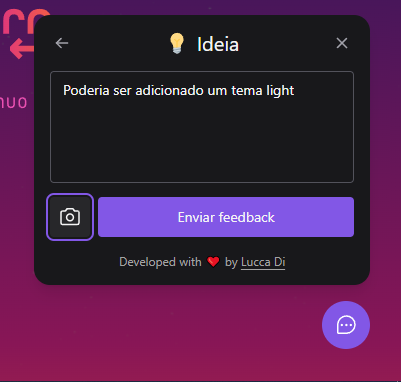 Ideia
Poderia ser adicionado um tema light
nuo
Enviar feedback
Developed with ❤️ by Lucca Di